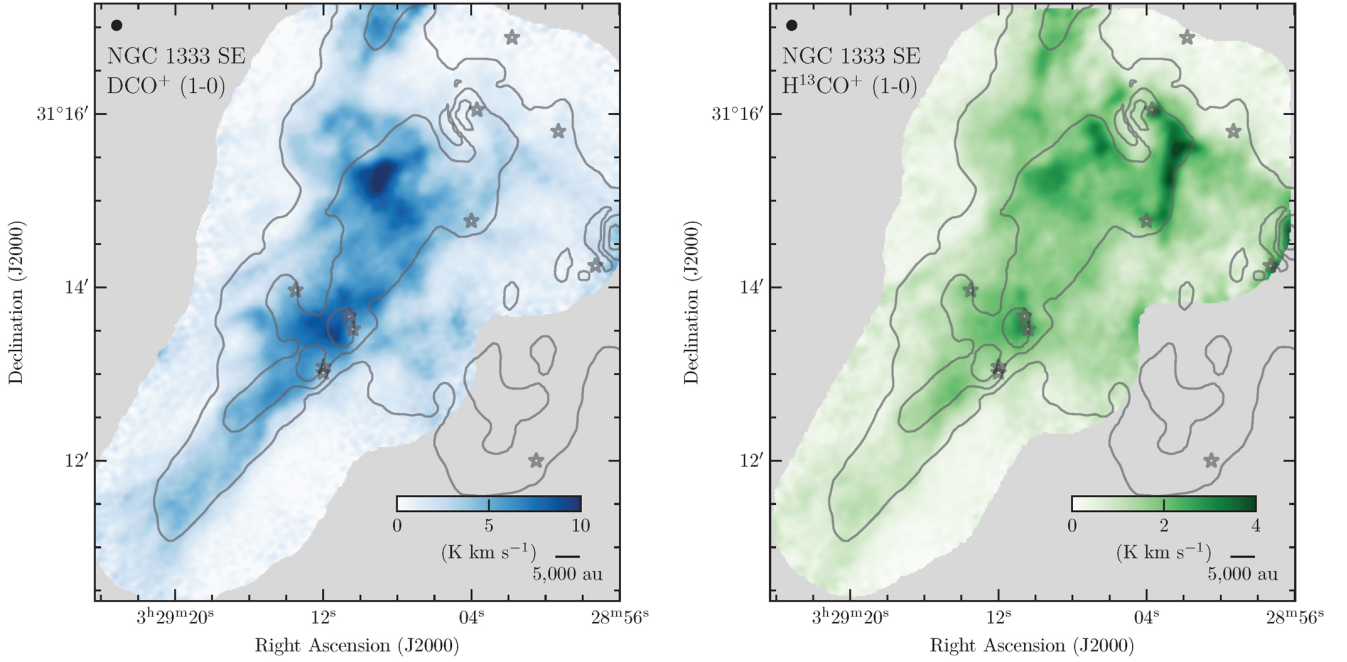 NGC 1333 SE
DCO⁺ (1-0)
31°16′
14′
12′
Declination (J2000)
0 5 10
(K km s⁻¹)
5,000 au
3ʰ29ᵐ20ˢ 12ˢ 04ˢ 28ᵐ56ˢ
Right Ascension (J2000)
NGC 1333 SE
H¹³CO⁺ (1-0)
31°16′
14′
12′
Declination (J2000)
0 2 4
(K km s⁻¹)
5,000 au
3ʰ29ᵐ20ˢ 12ˢ 04ˢ 28ᵐ56ˢ
Right Ascension (J2000)